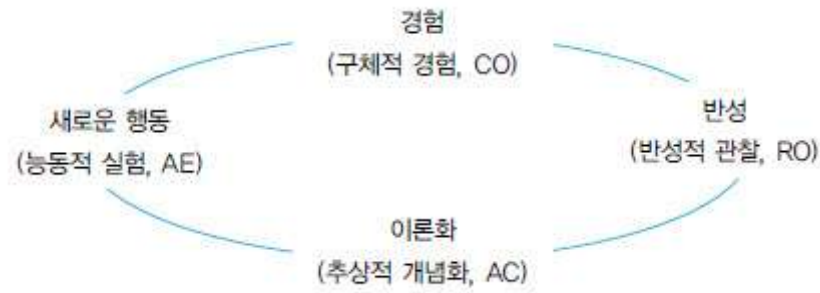 경험
(구체적 경험, CO)
새로운 행동
(능동적 실험, AE)
반성
(반성적 관찰, RO)
이론화
(추상적 개념화, AC)